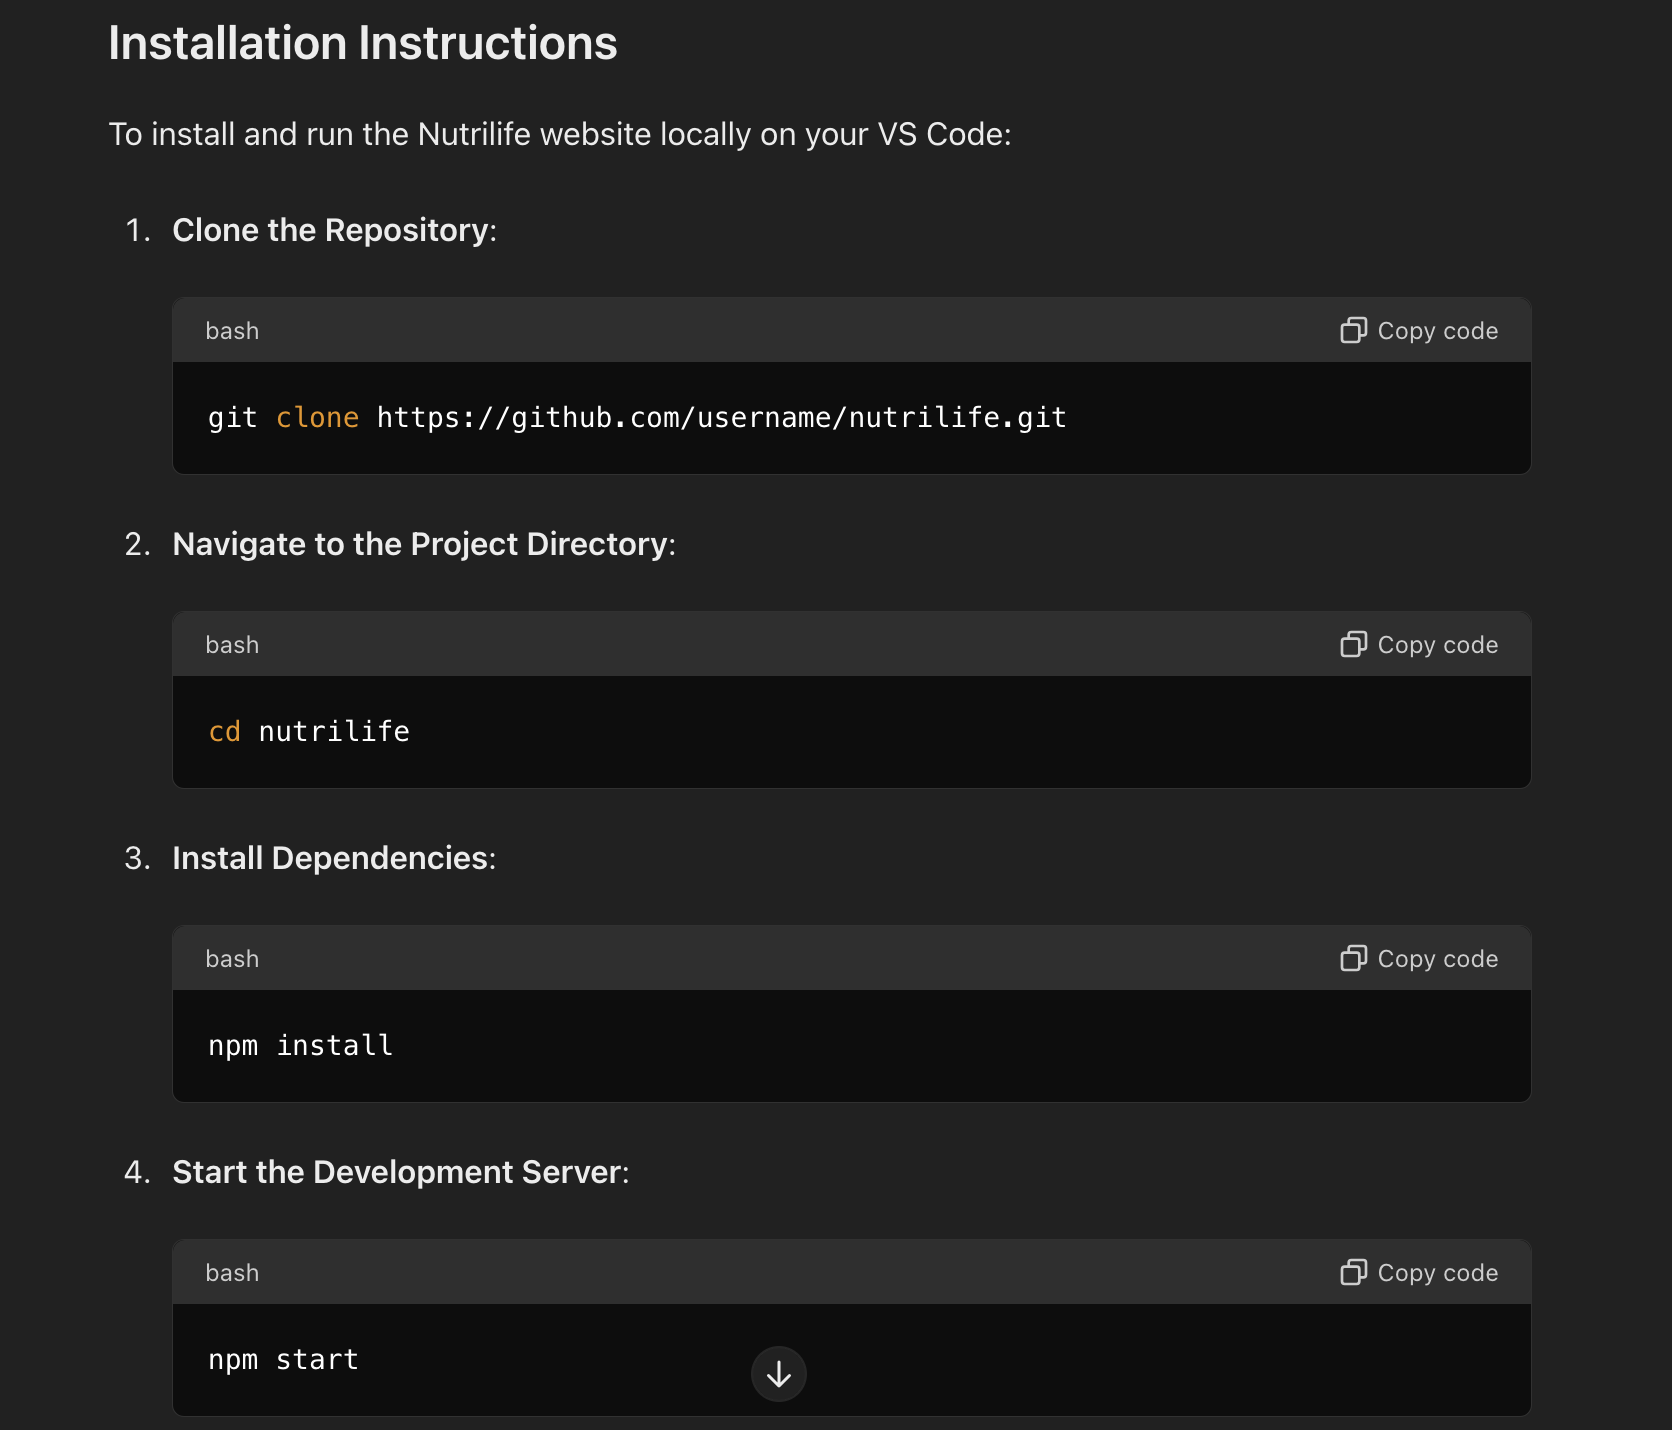 Installation Instructions
To install and run the Nutrilife website locally on your VS Code:
1. Clone the Repository:
bash Copy code
git clone https://github.com/username/nutrilife.git
2. Navigate to the Project Directory:
bash Copy code
cd nutrilife
3. Install Dependencies:
bash Copy code
npm install
4. Start the Development Server:
bash Copy code
npm start